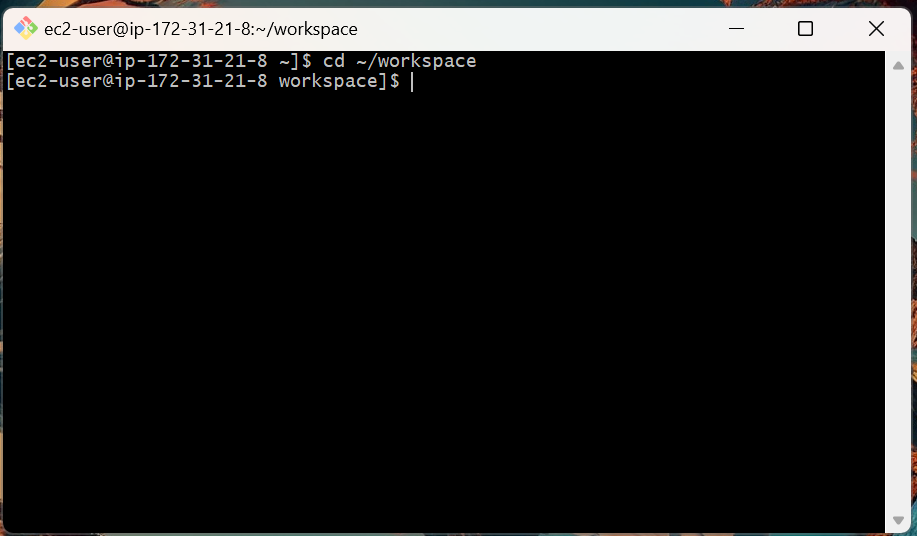 ec2-user@ip-172-31-21-8:~/workspace
[ec2-user@ip-172-31-21-8 ~]$ cd ~/workspace
[ec2-user@ip-172-31-21-8 workspace]$